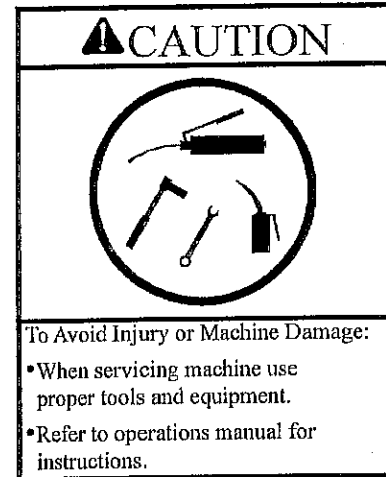 CAUTION
To Avoid Injury or Machine Damage:
•When servicing machine use
proper tools and equipment.
•Refer to operations manual for
instructions.